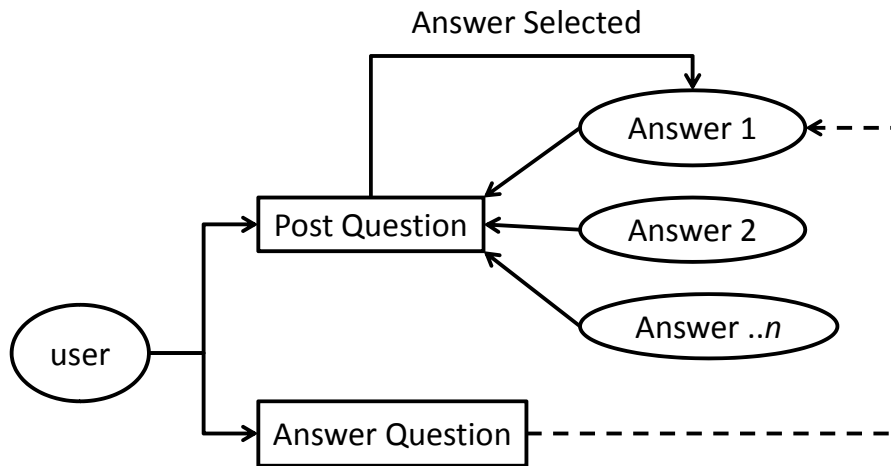 Answer Selected
Answer 1
Post Question
Answer 2
Answer ..n
user
Answer Question